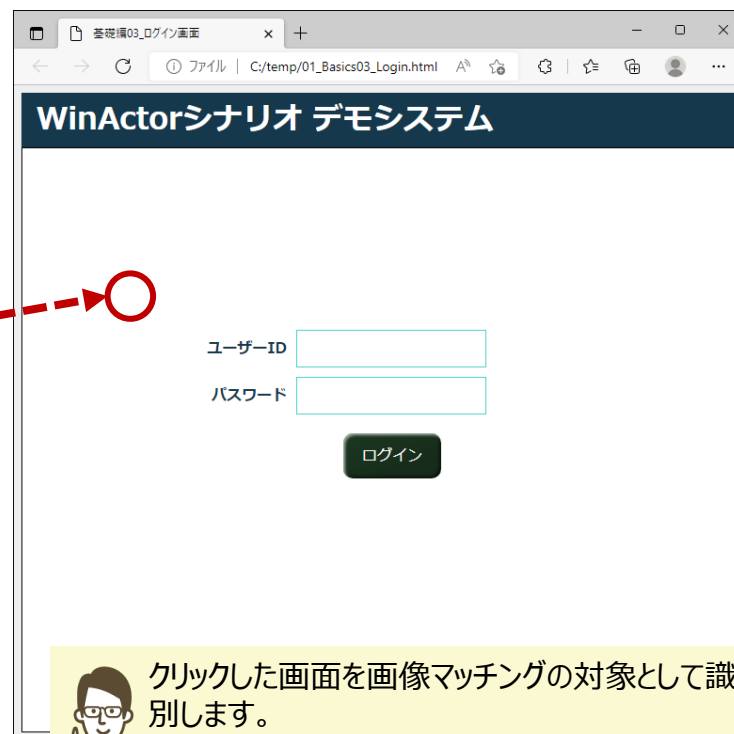 基礎編03_ログイン画面
ファイル | C:/temp/01_Basics03_Login.html
WinActorシナリオ デモシステム
ユーザーID
パスワード
ログイン
クリックした画面を画像マッチングの対象として識
別します。